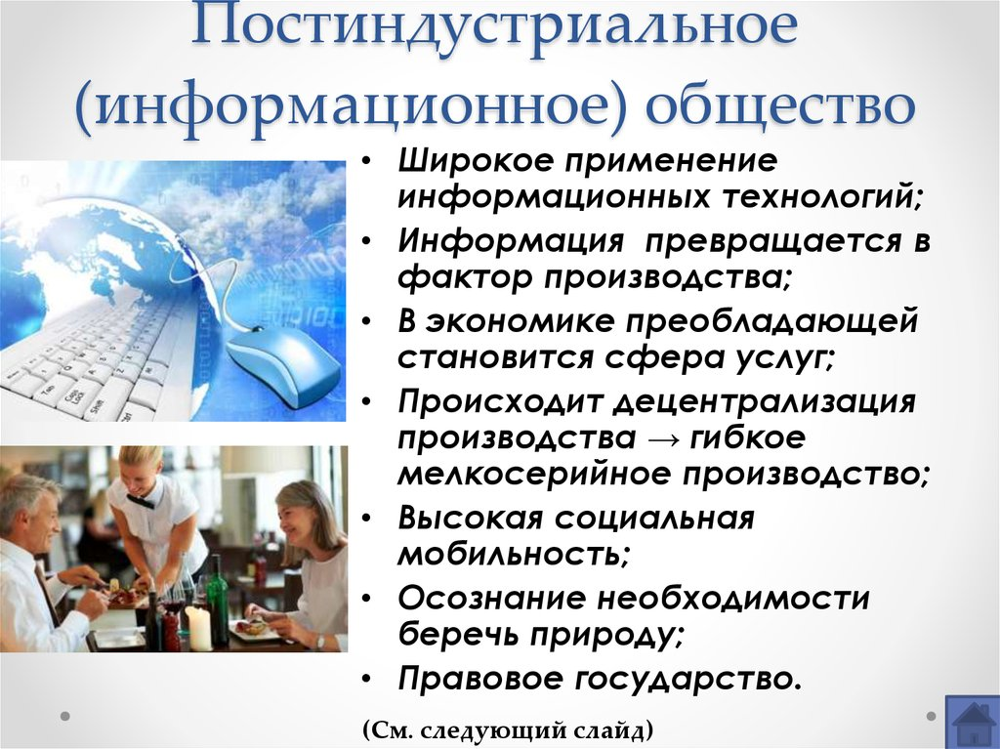 Постиндустриальное
(информационное) общество
• Широкое применение
информационных технологий;
• Информация превращается в
фактор производства;
• В экономике преобладающей
становится сфера услуг;
• Происходит децентрализация
производства → гибкое
мелкосерийное производство;
• Высокая социальная
мобильность;
• Осознание необходимости
беречь природу;
• Правовое государство.
(См. следующий слайд)